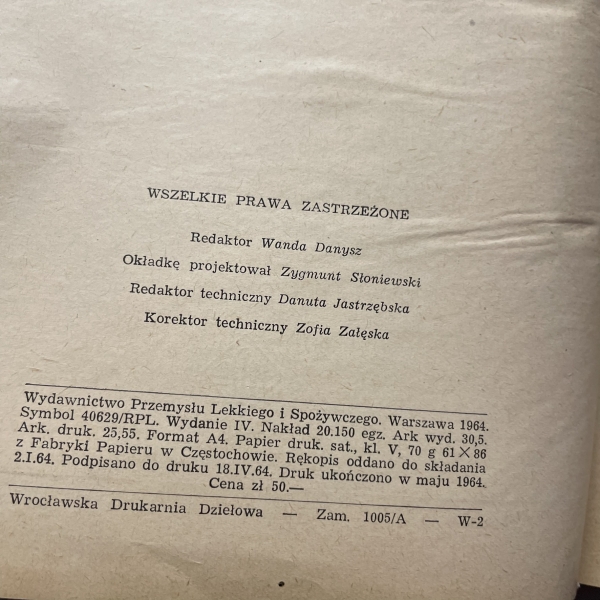 WSZELKIE PRAWA ZASTRZEŻONE
Redaktor Wanda Danysz
Okładkę projektował Zygmunt Słoniewski
Redaktor techniczny Danuta Jastrzębska
Korektor techniczny Zofia Załęska
Wydawnictwo Przemysłu Lekkiego i Spożywczego. Warszawa 1964.
Symbol 40629/RPL. Wydanie IV. Nakład 20.150 egz. Ark wyd. 30,5.
Ark. druk. 25,55. Format A4. Papier druk. sat., kl. V, 70 g 61×86
z Fabryki Papieru w Częstochowie. Rękopis oddano do składania
2.I.64. Podpisano do druku 18.IV.64. Druk ukończono w maju 1964.
Cena zł 50.—
Wrocławska Drukarnia Dziełowa — Zam. 1005/A — W-2